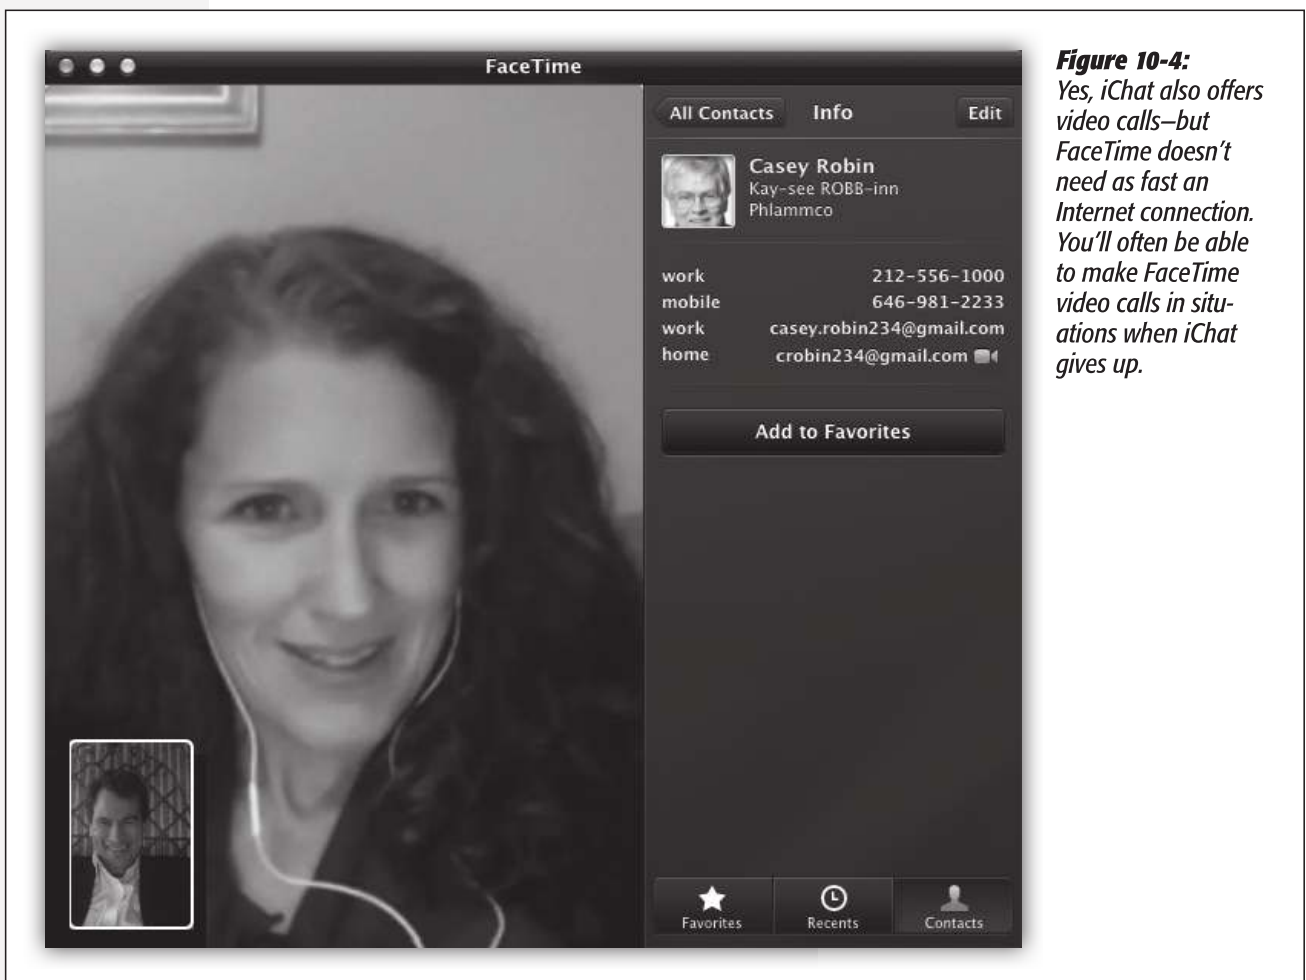 FaceTime
All Contacts
Info
Edit
Casey Robin
Kay-see ROBB-inn
Phlammco
work 212-556-1000
mobile 646-981-2233
work casey.robin234@gmail.com
home crobin234@gmail.com
Add to Favorites
Favorites
Recents
Contacts
Figure 10-4:
Yes, iChat also offers
video calls—but
FaceTime doesn't
need as fast an
Internet connection.
You'll often be able
to make FaceTime
video calls in situ-
ations when iChat
gives up.